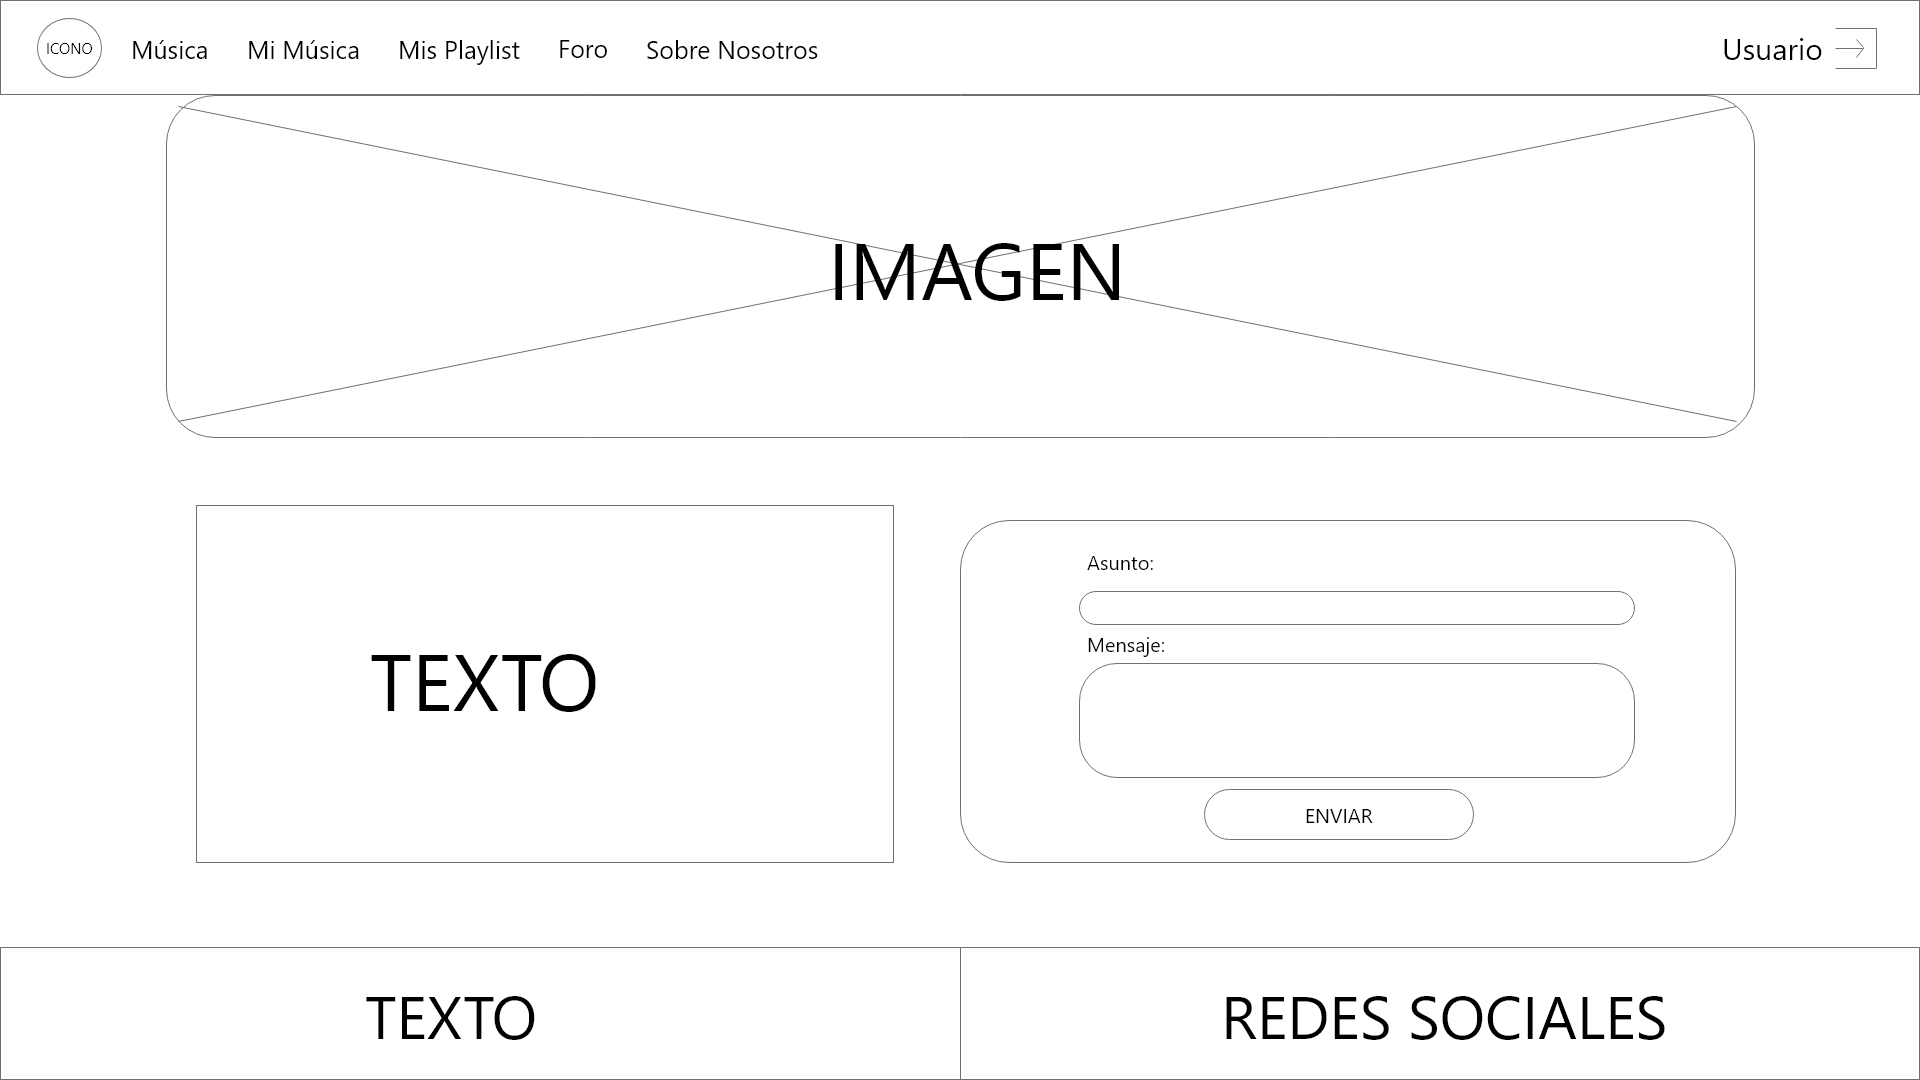 ICONO Música Mi Música Mis Playlist Foro Sobre Nosotros Usuario
IMAGEN
TEXTO
Asunto:
Mensaje:
ENVIAR
TEXTO
REDES SOCIALES